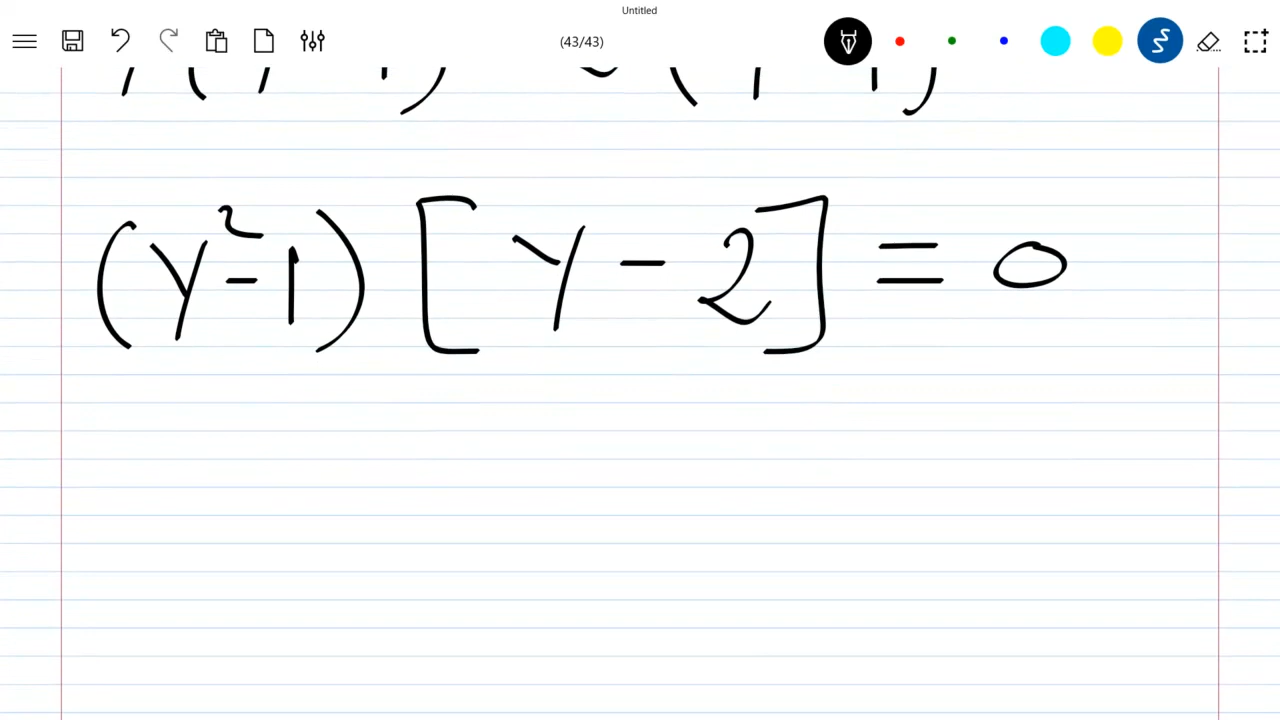 Untitled
(43/43)
(y²-1) [y - 2] = 0